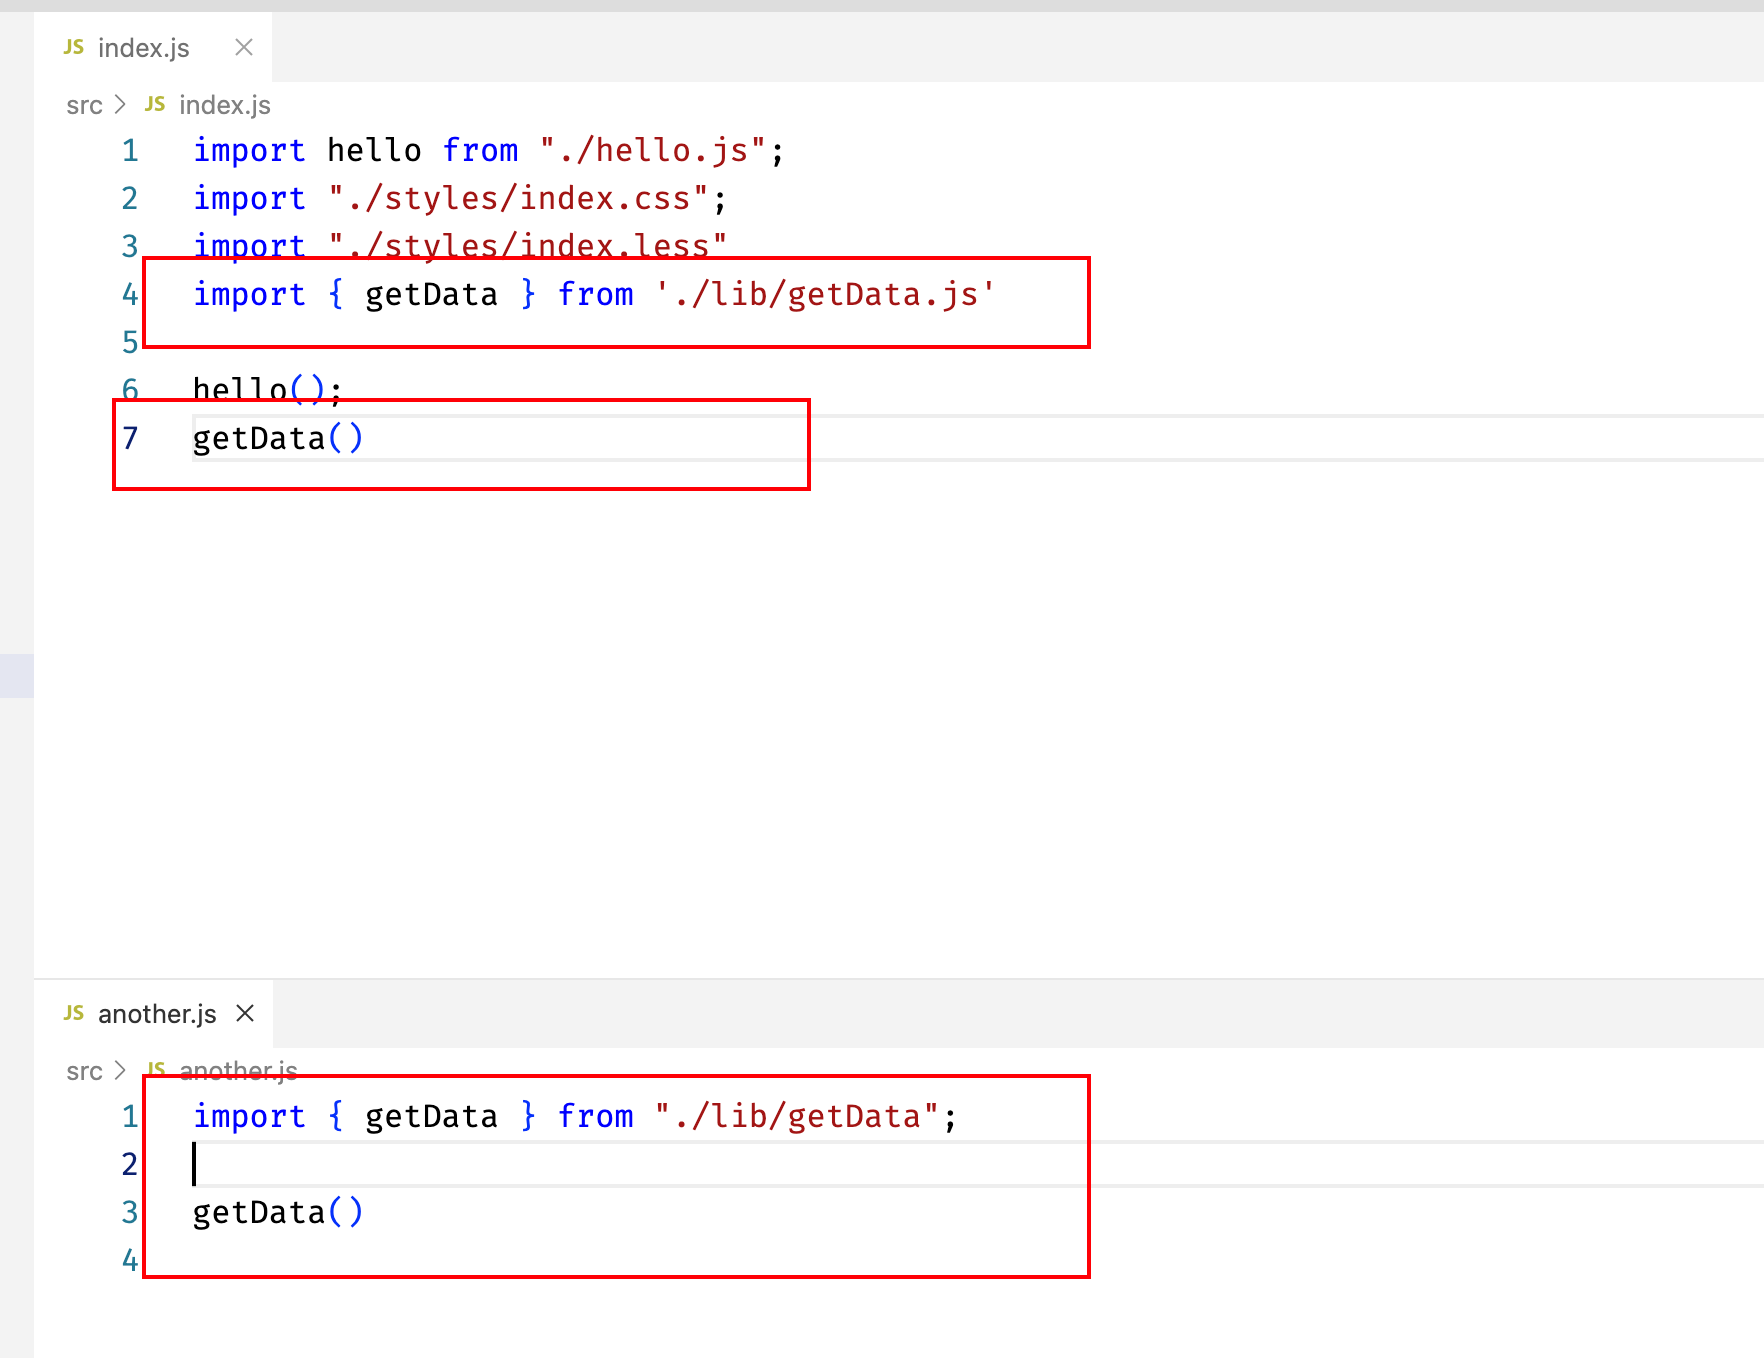 JS index.js
src > JS index.js
1 import hello from "./hello.js";
2 import "./styles/index.css";
3 import "./styles/index.less"
4 import { getData } from './lib/getData.js'
5
6 hello();
7 getData()
JS another.js
src > JS another.js
1 import { getData } from "./lib/getData";
2
3 getData()
4